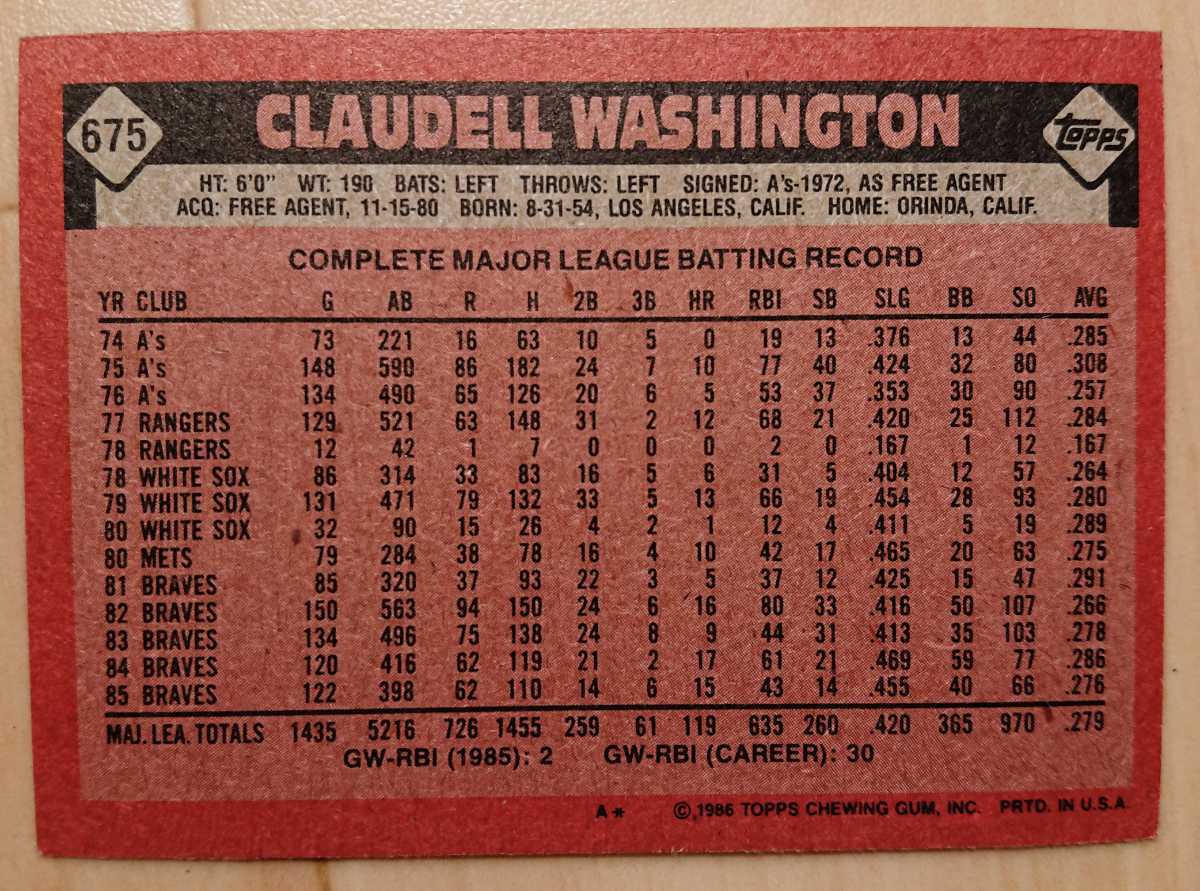 675 CLAUDELL WASHINGTON TOPPS
HT: 6'0" WT: 190 BATS: LEFT THROWS: LEFT SIGNED: A's-1972, AS FREE AGENT
ACQ: FREE AGENT, 11-15-80 BORN: 8-31-54, LOS ANGELES, CALIF. HOME: ORINDA, CALIF.
COMPLETE MAJOR LEAGUE BATTING RECORD
YR CLUB G AB R H 2B 3B HR RBI SB SLG BB SO AVG
74 A's 73 221 16 63 10 5 0 19 13 .376 13 44 .285
75 A's 148 590 86 182 24 7 10 77 40 .424 32 80 .308
76 A's 134 490 65 126 20 6 5 53 37 .353 30 90 .257
77 RANGERS 129 521 63 148 31 2 12 68 21 .420 25 112 .284
78 RANGERS 12 42 1 7 0 0 0 2 0 .167 1 12 .167
78 WHITE SOX 86 314 33 83 16 5 6 31 5 .404 12 57 .264
79 WHITE SOX 131 471 79 132 33 5 13 66 19 .454 28 93 .280
80 WHITE SOX 32 90 15 26 4 2 1 12 4 .411 5 19 .289
80 METS 79 284 38 78 16 4 10 42 17 .465 20 63 .275
81 BRAVES 85 320 37 93 22 3 5 37 12 .425 15 47 .291
82 BRAVES 150 563 94 150 24 6 16 80 33 .416 50 107 .266
83 BRAVES 134 496 75 138 24 8 9 44 31 .413 35 103 .278
84 BRAVES 120 416 62 119 21 2 17 61 21 .469 59 77 .286
85 BRAVES 122 398 62 110 14 6 15 43 14 .455 40 66 .276
MAJ. LEA. TOTALS 1435 5216 726 1455 259 61 119 635 260 .420 365 970 .279
GW-RBI (1985): 2 GW-RBI (CAREER): 30
A* © 1986 TOPPS CHEWING GUM, INC. PRTD. IN U.S.A.